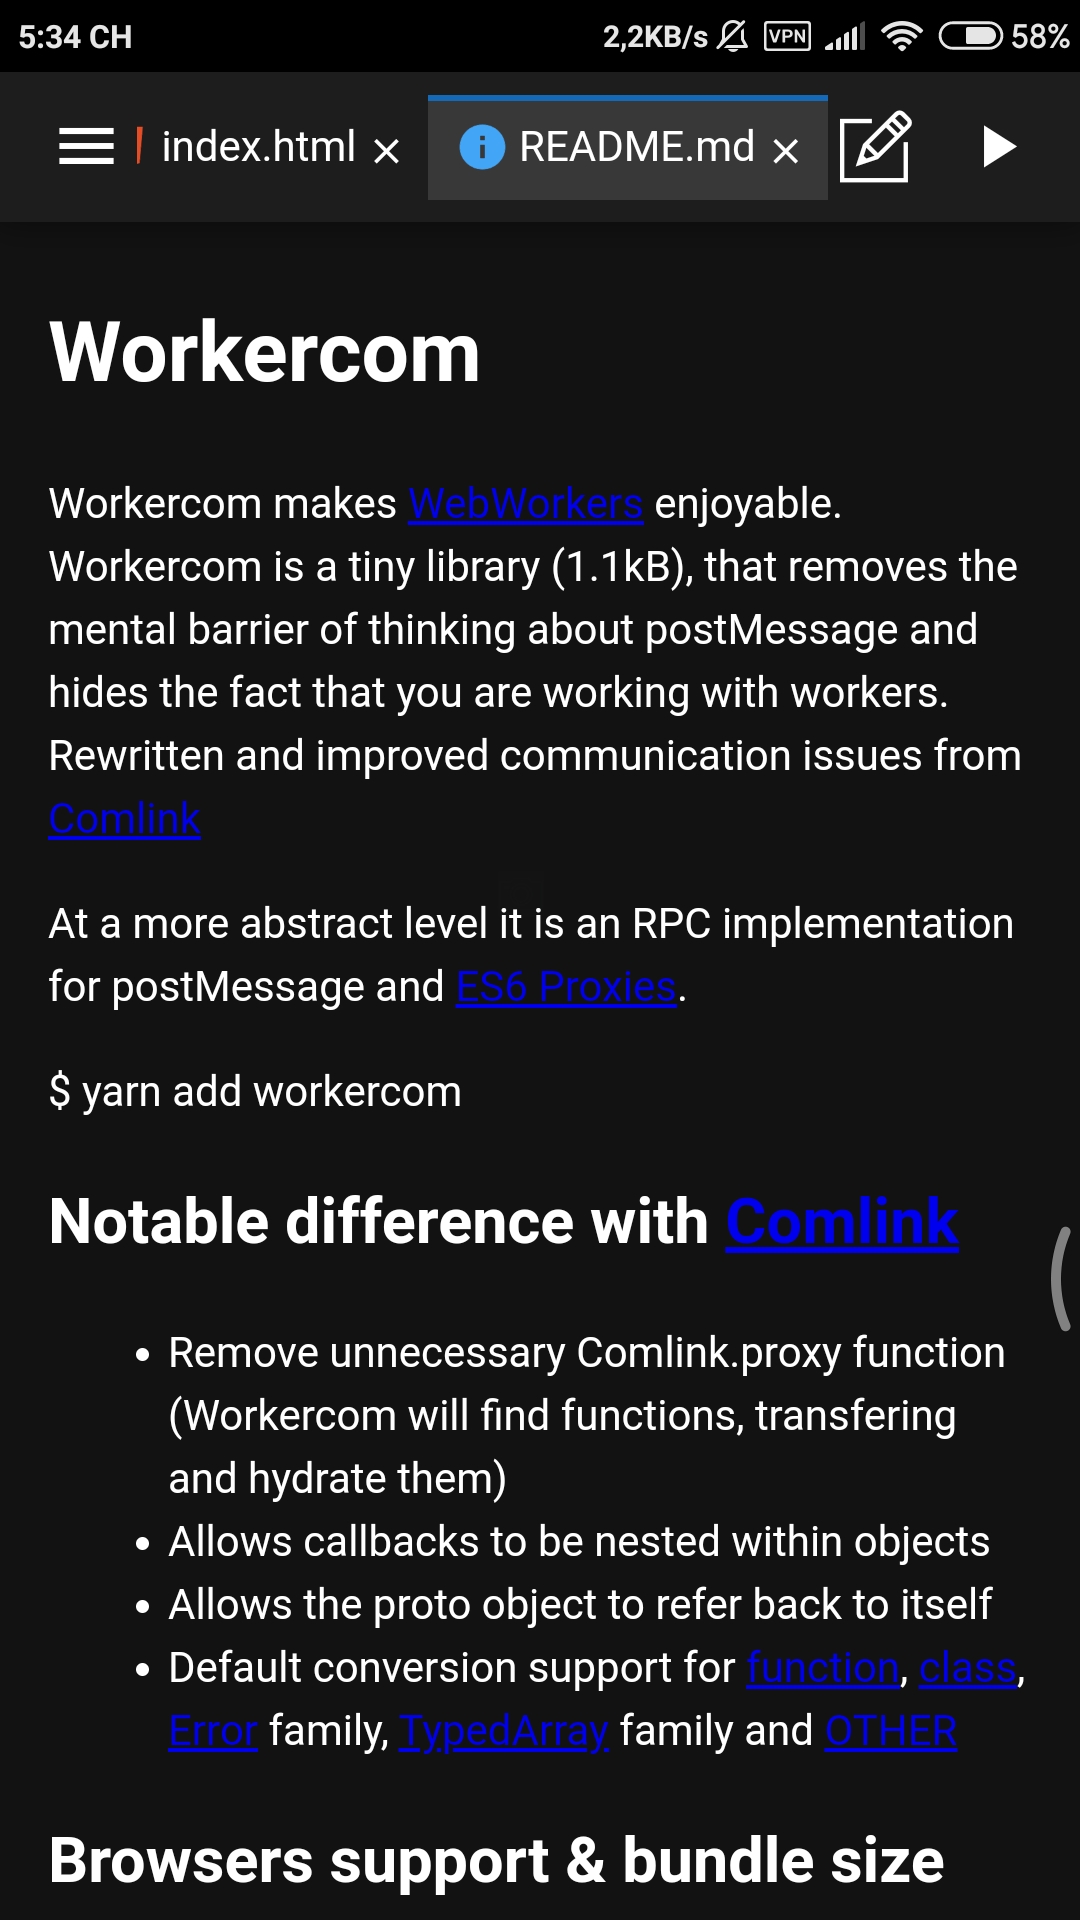 5:34 CH 2,2KB/s VPN 58%
index.html × README.md ×
Workercom
Workercom makes WebWorkers enjoyable.
Workercom is a tiny library (1.1kB), that removes the
mental barrier of thinking about postMessage and
hides the fact that you are working with workers.
Rewritten and improved communication issues from
Comlink
At a more abstract level it is an RPC implementation
for postMessage and ES6 Proxies.
$ yarn add workercom
Notable difference with Comlink
• Remove unnecessary Comlink.proxy function
(Workercom will find functions, transfering
and hydrate them)
• Allows callbacks to be nested within objects
• Allows the proto object to refer back to itself
• Default conversion support for function, class,
Error family, TypedArray family and OTHER
Browsers support & bundle size